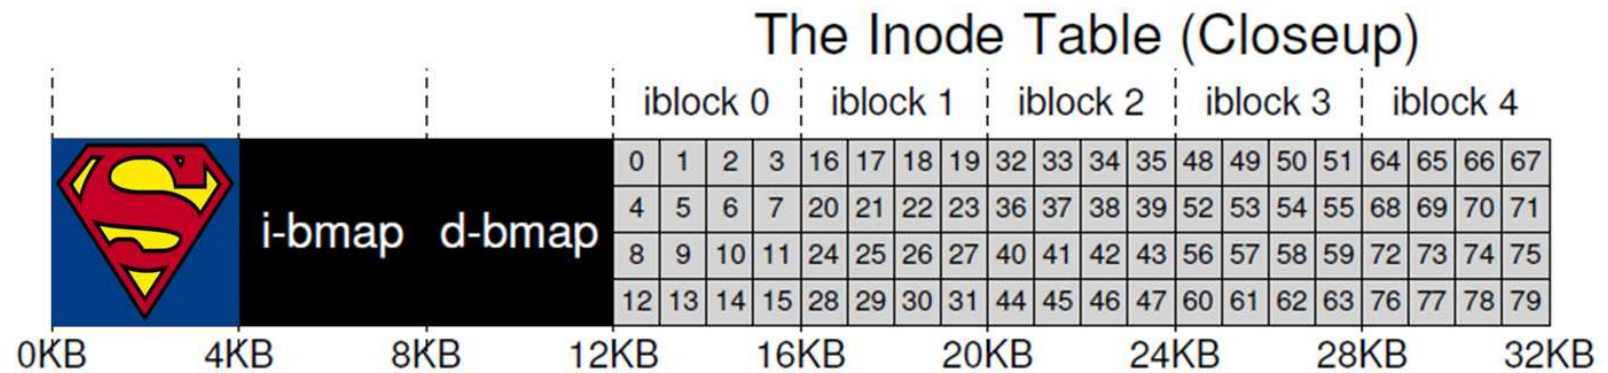 The Inode Table (Closeup)
iblock 0 iblock 1 iblock 2 iblock 3 iblock 4
0 1 2 3 16 17 18 19 32 33 34 35 48 49 50 51 64 65 66 67
4 5 6 7 20 21 22 23 36 37 38 39 52 53 54 55 68 69 70 71
S i-bmap d-bmap
8 9 10 11 24 25 26 27 40 41 42 43 56 57 58 59 72 73 74 75
12 13 14 15 28 29 30 31 44 45 46 47 60 61 62 63 76 77 78 79
0KB 4KB 8KB 12KB 16KB 20KB 24KB 28KB 32KB